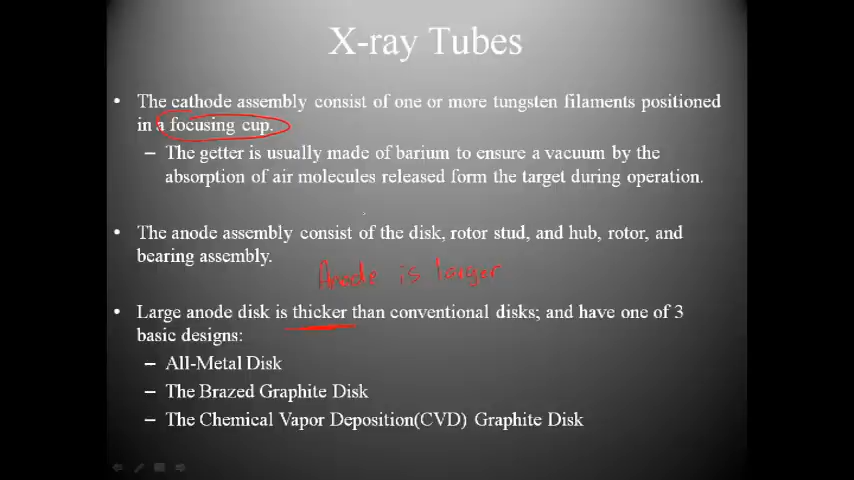 X-ray Tubes
• The cathode assembly consist of one or more tungsten filaments positioned
in a focusing cup.
– The getter is usually made of barium to ensure a vacuum by the
absorption of air molecules released form the target during operation.
• The anode assembly consist of the disk, rotor stud, and hub, rotor, and
bearing assembly.
Anode is larger
• Large anode disk is thicker than conventional disks; and have one of 3
basic designs:
– All-Metal Disk
– The Brazed Graphite Disk
– The Chemical Vapor Deposition(CVD) Graphite Disk